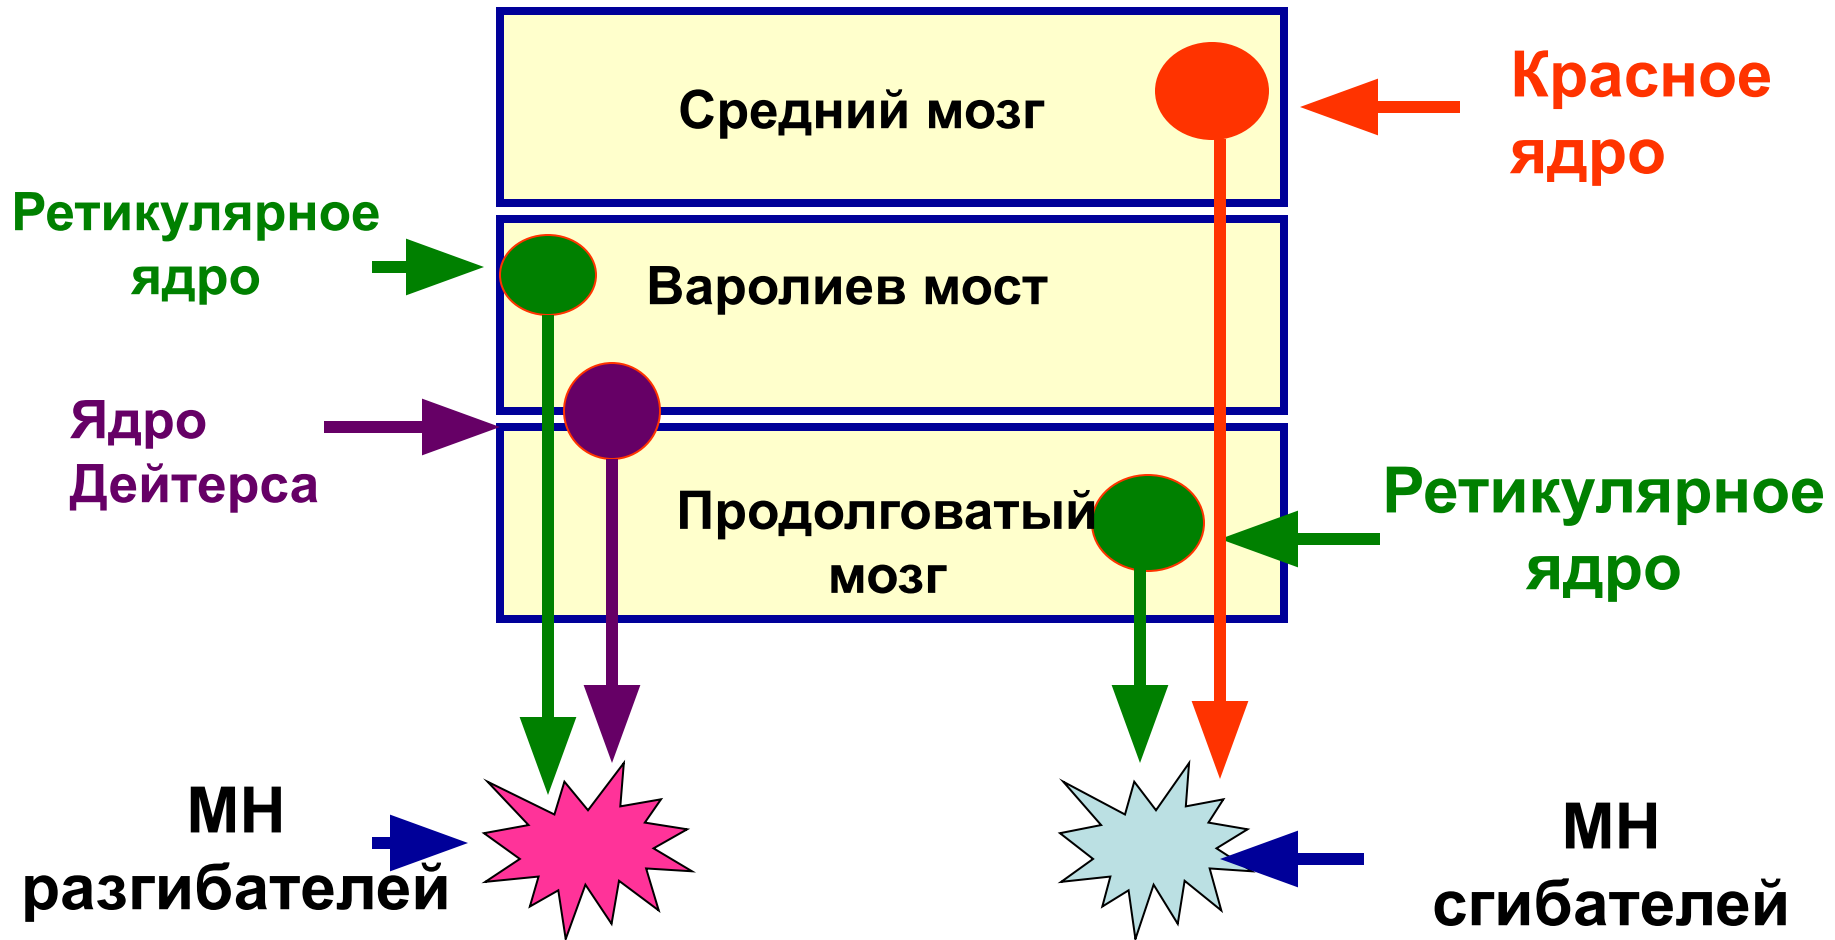 Средний мозг
Красное
ядро
Ретикулярное
ядро
Варолиев мост
Ядро
Дейтерса
Продолговатый
мозг
Ретикулярное
ядро
МН
разгибателей
МН
сгибателей